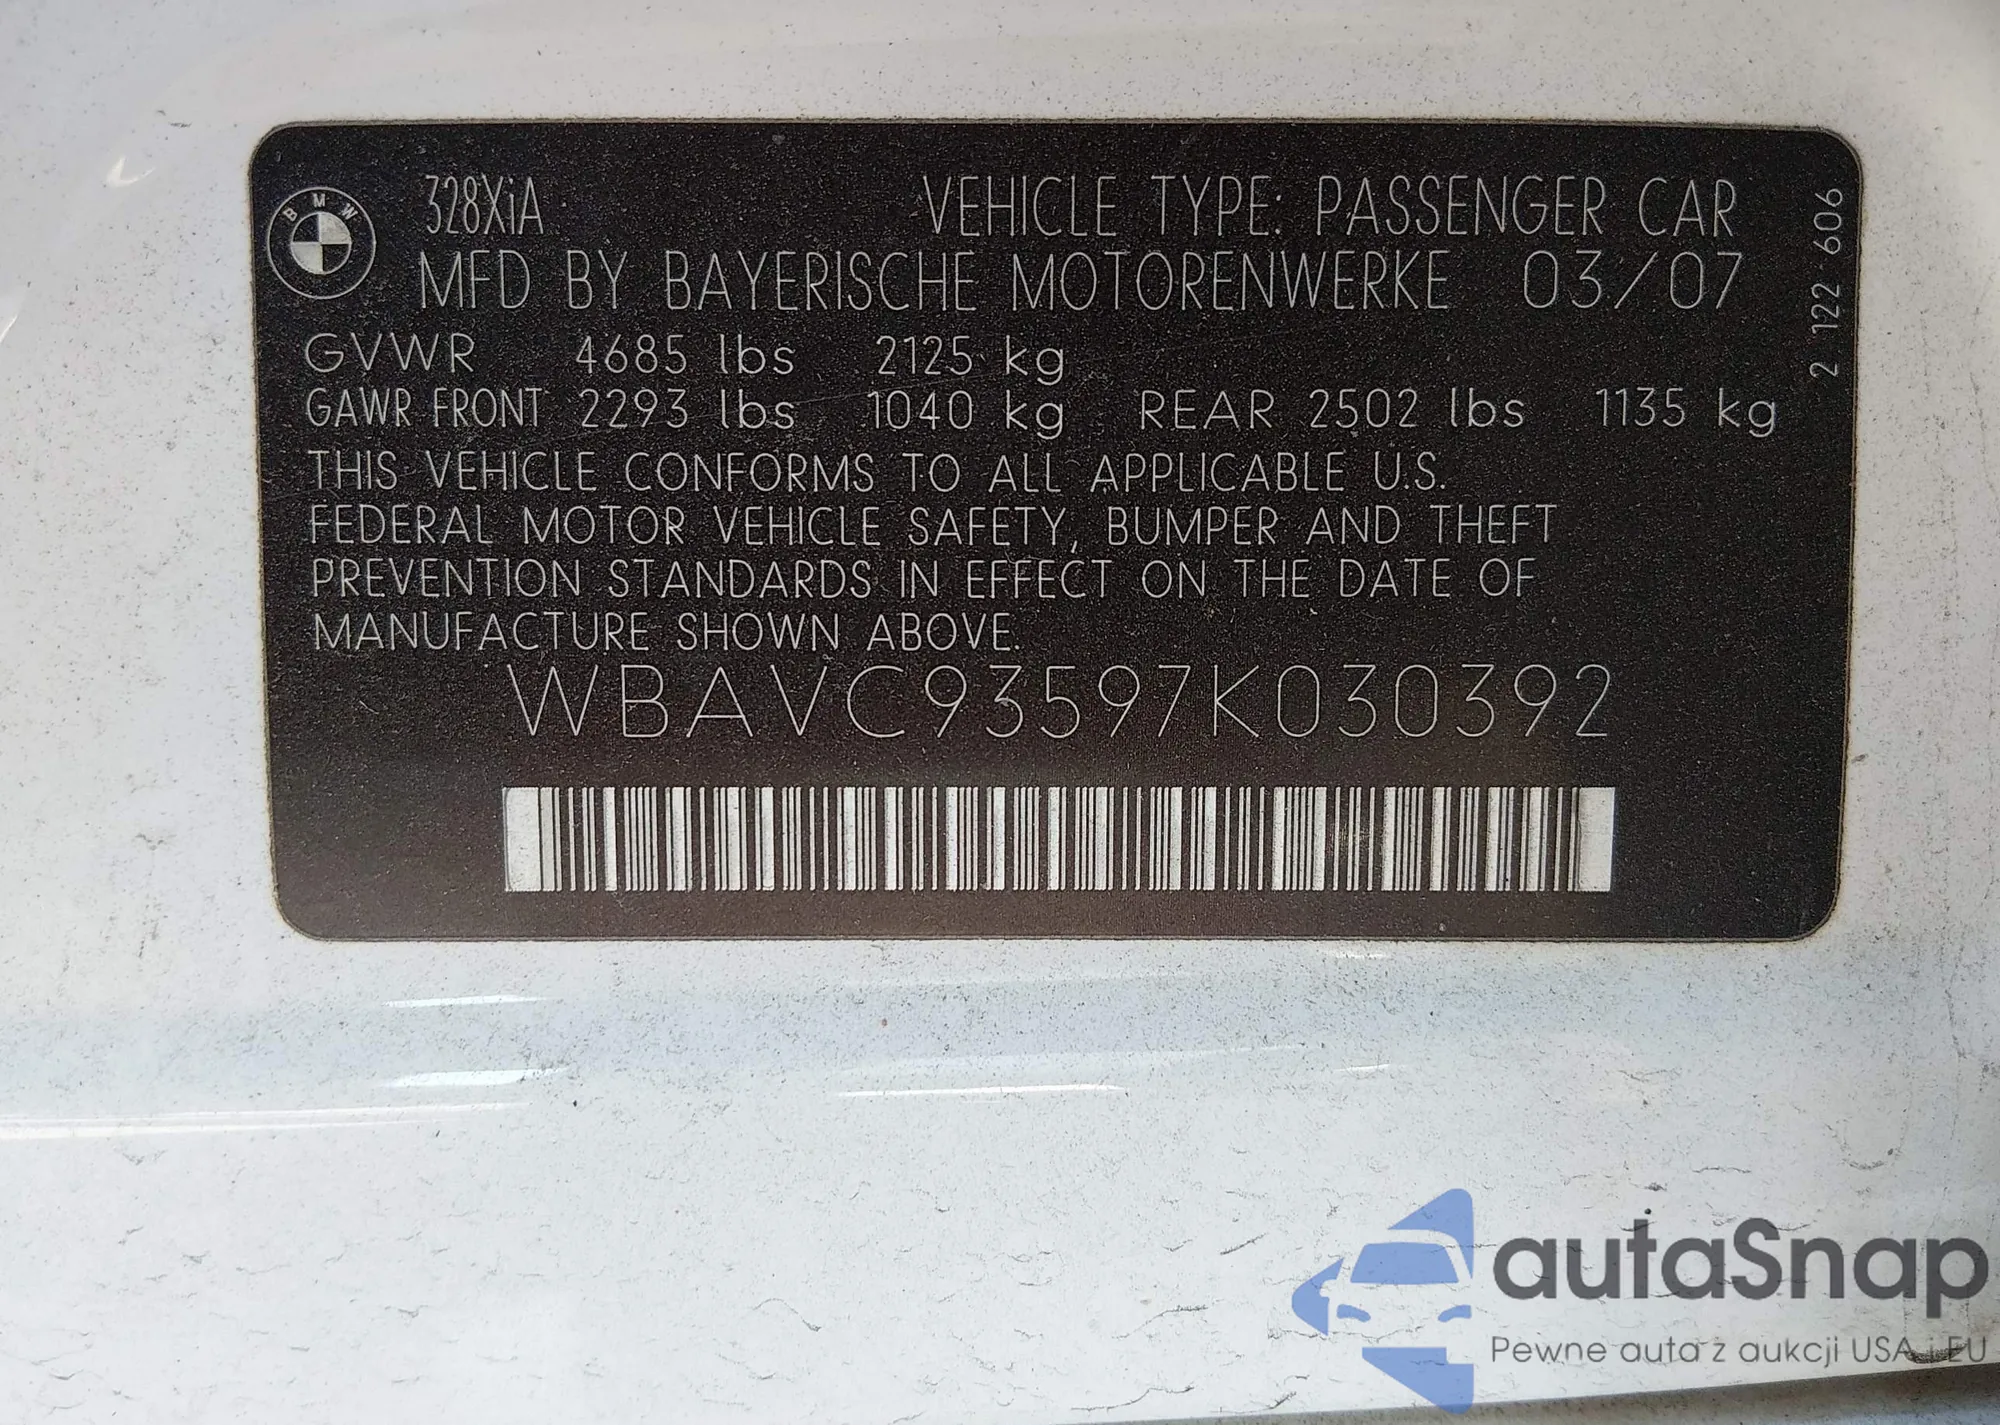 BMW
328XiA VEHICLE TYPE: PASSENGER CAR
MFD BY BAYERISCHE MOTORENWERKE 03/07
GVWR 4685 lbs 2125 kg
GAWR FRONT 2293 lbs 1040 kg REAR 2502 lbs 1135 kg
THIS VEHICLE CONFORMS TO ALL APPLICABLE U.S.
FEDERAL MOTOR VEHICLE SAFETY, BUMPER AND THEFT
PREVENTION STANDARDS IN EFFECT ON THE DATE OF
MANUFACTURE SHOWN ABOVE.
WBAVC93597K030392
2 122 606
autaSnap
Pewne auta z aukcji USA i EU